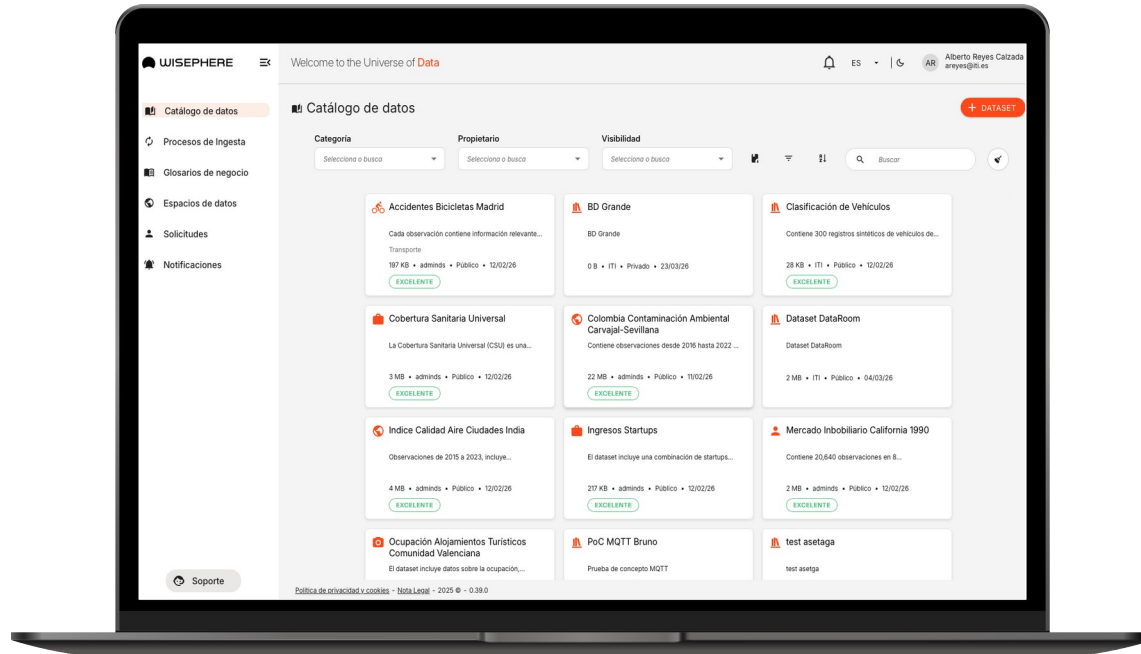 WISEPHERE
Welcome to the Universe of Data
ES
AR
Alberto Reyes Calzada
areyes@iti.es
Catálogo de datos
Procesos de Ingesta
Glosarios de negocio
Espacios de datos
Solicitudes
Notificaciones
Soporte
Catálogo de datos
+ DATASET
Categoría
Propietario
Visibilidad
Selecciona o busca
Selecciona o busca
Selecciona o busca
Buscar
Accidentes Bicicletas Madrid
Cada observación contiene información relevante...
Transporte
197 KB • adminds • Público • 12/02/26
EXCELENTE
BD Grande
BD Grande
0 B • ITI • Privado • 23/03/26
Clasificación de Vehículos
Contiene 300 registros sintéticos de vehículos de...
28 KB • ITI • Público • 12/02/26
EXCELENTE
Cobertura Sanitaria Universal
La Cobertura Sanitaria Universal (CSU) es una...
3 MB • adminds • Público • 12/02/26
EXCELENTE
Colombia Contaminación Ambiental
Carvajal-Sevillana
Contiene observaciones desde 2016 hasta 2022 ...
22 MB • adminds • Público • 11/02/26
EXCELENTE
Dataset DataRoom
Dataset DataRoom
2 MB • ITI • Público • 04/03/26
Indice Calidad Aire Ciudades India
Observaciones de 2015 a 2023, incluye...
4 MB • adminds • Público • 12/02/26
EXCELENTE
Ingresos Startups
El dataset incluye una combinación de startups...
217 KB • adminds • Público • 12/02/26
EXCELENTE
Mercado Inbobiliario California 1990
Contiene 20,640 observaciones en 8...
2 MB • adminds • Público • 12/02/26
EXCELENTE
Ocupación Alojamientos Turísticos
Comunidad Valenciana
El dataset incluye datos sobre la ocupación,...
PoC MQTT Bruno
Prueba de concepto MQTT
test asetaga
test asetga
Política de privacidad y cookies - Nota Legal - 2025 © - 0.39.0